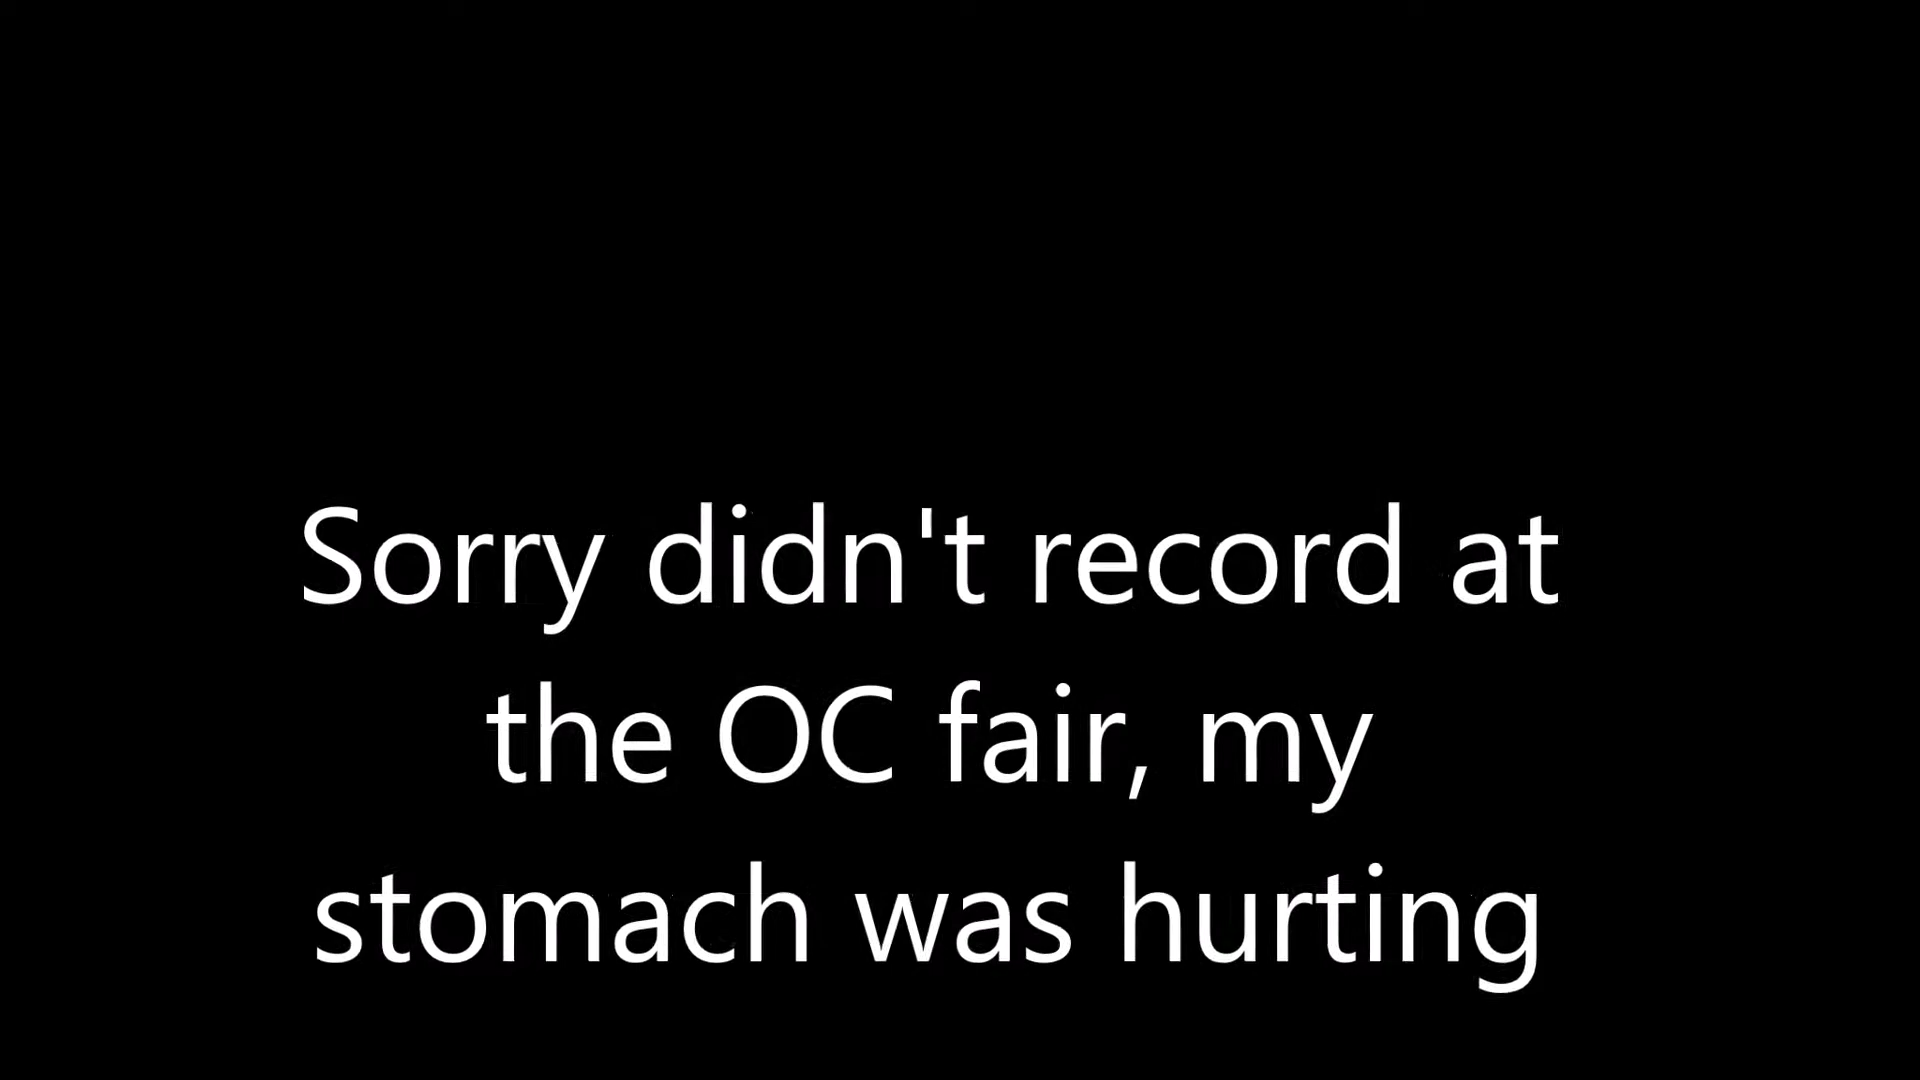 Sorry didn't record at
the OC fair, my
stomach was hurting